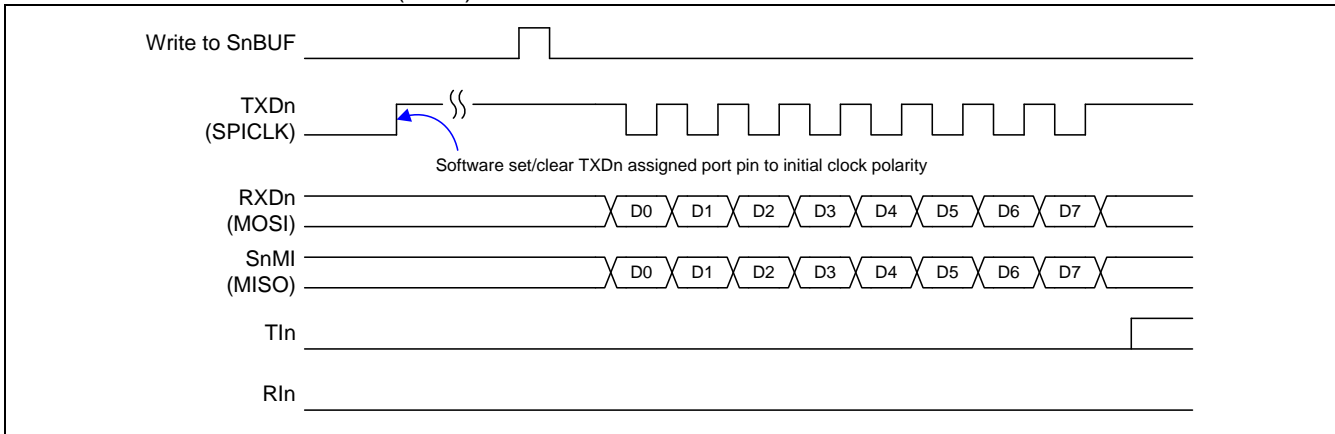 Write to SnBUF
TXDn
(SPICLK)
Software set/clear TXDn assigned port pin to initial clock polarity
RXDn
(MOSI)
D0 D1 D2 D3 D4 D5 D6 D7
SnMI
(MISO)
D0 D1 D2 D3 D4 D5 D6 D7
TIn
RIn